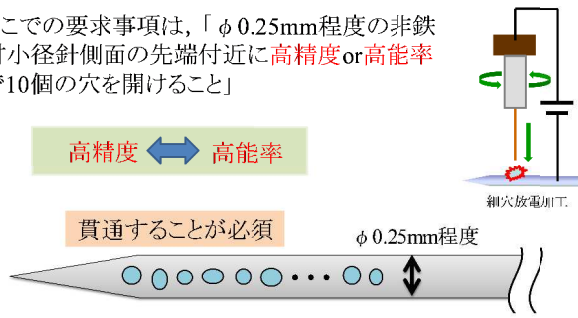 こでの要求事項は，「φ0.25mm程度の非鉄
小径針側面の先端付近に高精度or高能率
10個の穴を開けること」
高精度
高能率
細穴放電加工
貫通することが必須
φ0.25mm程度